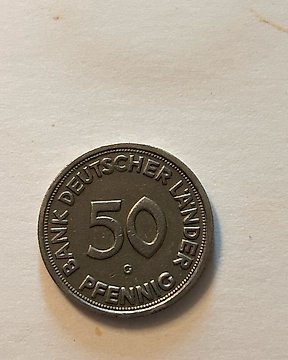 BANK DEUTSCHER LÄNDER
50
G
PFENNIG